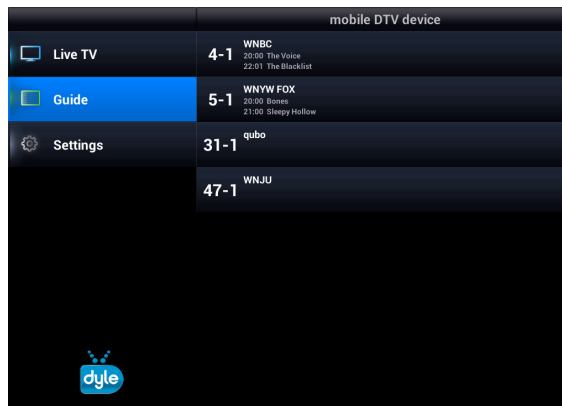 mobile DTV device
Live TV
Guide
Settings
4-1
WNBC
20:00 The Voice
22:01 The Blacklist
5-1
WNYW FOX
20:00 Bones
21:00 Sleepy Hollow
31-1
qubo
47-1
WNJU
dyle